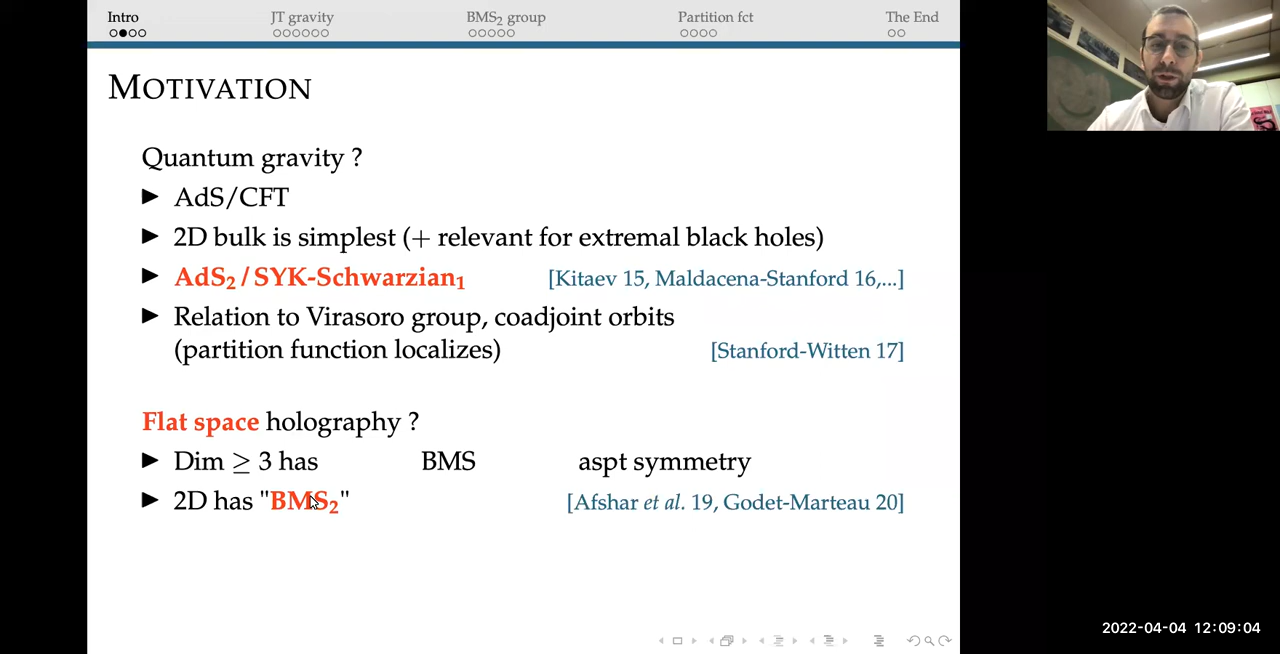 Intro
JT gravity
BMS₂ group
Partition fct
The End
MOTIVATION
Quantum gravity ?
► AdS/CFT
► 2D bulk is simplest (+ relevant for extremal black holes)
► AdS₂ / SYK-Schwarzian₁ [Kitaev 15, Maldacena-Stanford 16,...]
► Relation to Virasoro group, coadjoint orbits
(partition function localizes) [Stanford-Witten 17]
Flat space holography ?
► Dim ≥ 3 has BMS aspt symmetry
► 2D has "BMS₂" [Afshar et al. 19, Godet-Marteau 20]
2022-04-04 12:09:04